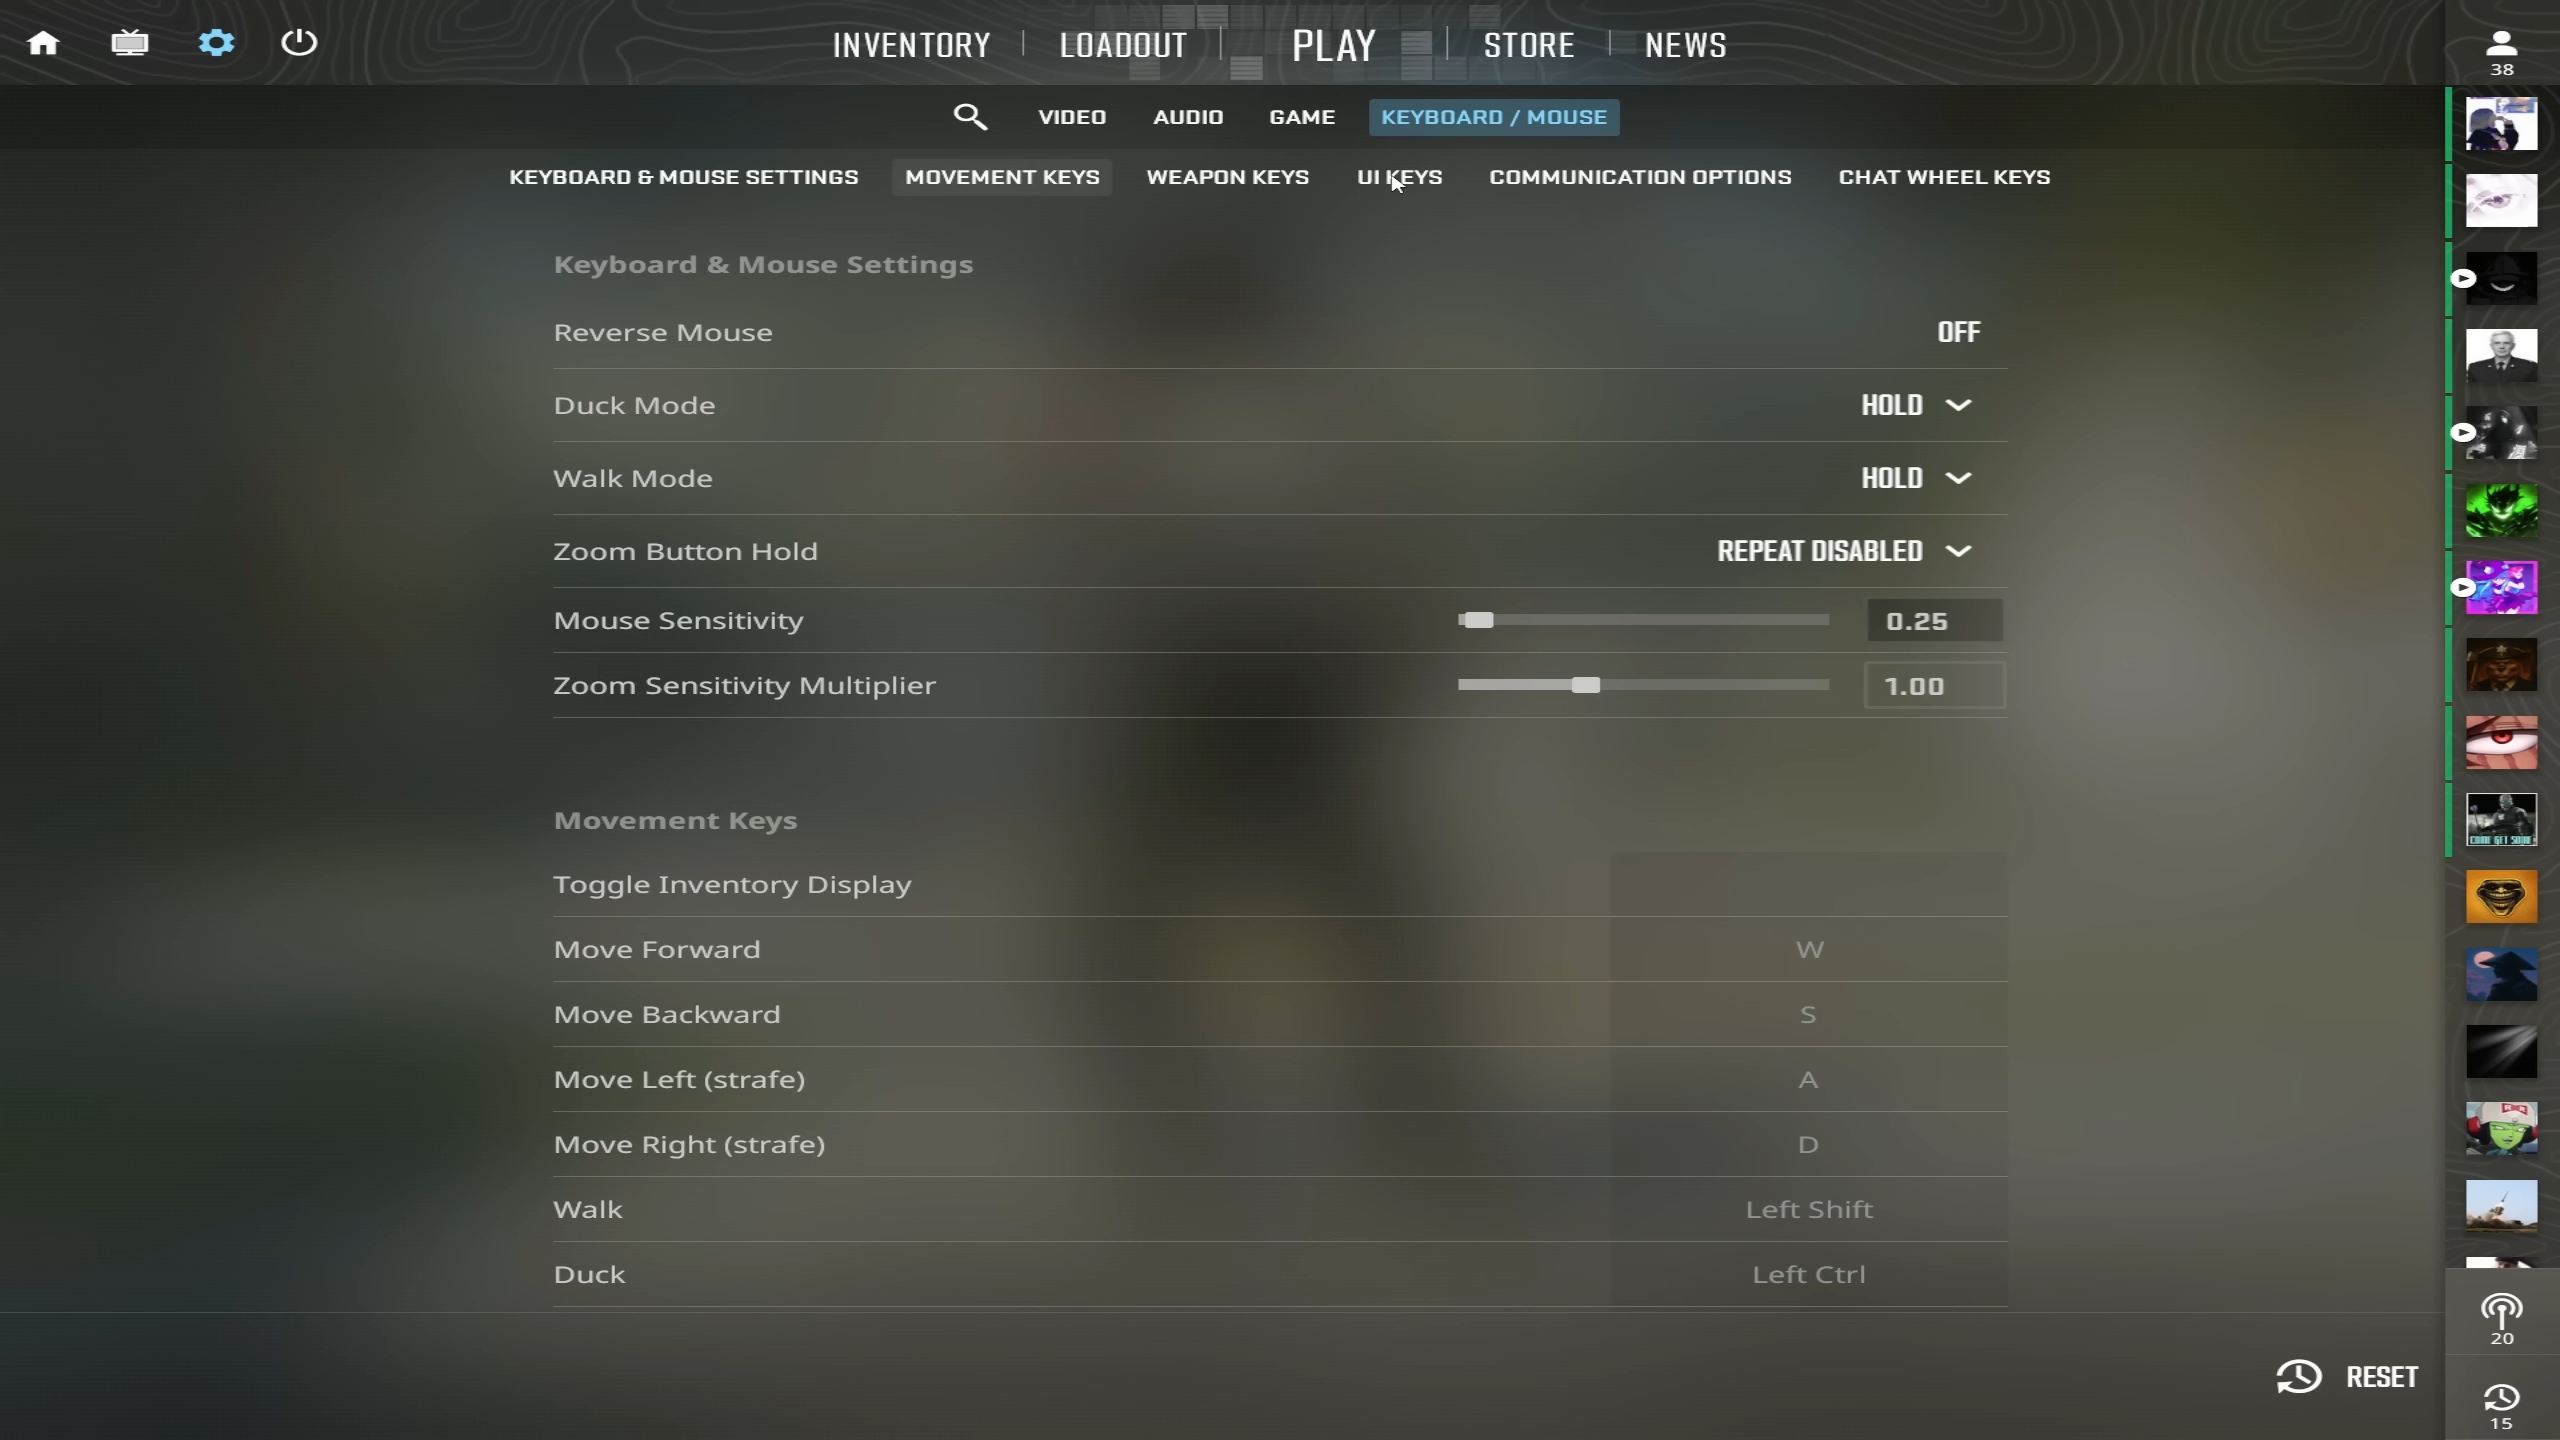 INVENTORY
LOADOUT
PLAY
STORE
NEWS
38
VIDEO
AUDIO
GAME
KEYBOARD / MOUSE
KEYBOARD & MOUSE SETTINGS
MOVEMENT KEYS
WEAPON KEYS
UI KEYS
COMMUNICATION OPTIONS
CHAT WHEEL KEYS
Keyboard & Mouse Settings
Reverse Mouse
OFF
Duck Mode
HOLD
Walk Mode
HOLD
Zoom Button Hold
REPEAT DISABLED
Mouse Sensitivity
0.25
Zoom Sensitivity Multiplier
1.00
Movement Keys
Toggle Inventory Display
Move Forward
W
Move Backward
S
Move Left (strafe)
A
Move Right (strafe)
D
Walk
Left Shift
Duck
Left Ctrl
COME GET SOME
20
RESET
15